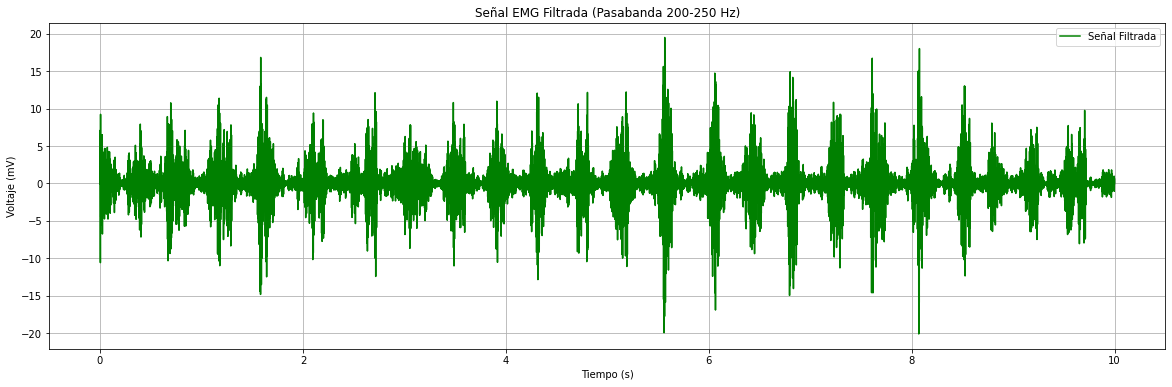 Señal EMG Filtrada (Pasabanda 200-250 Hz)
Señal Filtrada
Voltaje (mV)
20
15
10
5
0
−5
−10
−15
−20
0 2 4 6 8 10
Tiempo (s)